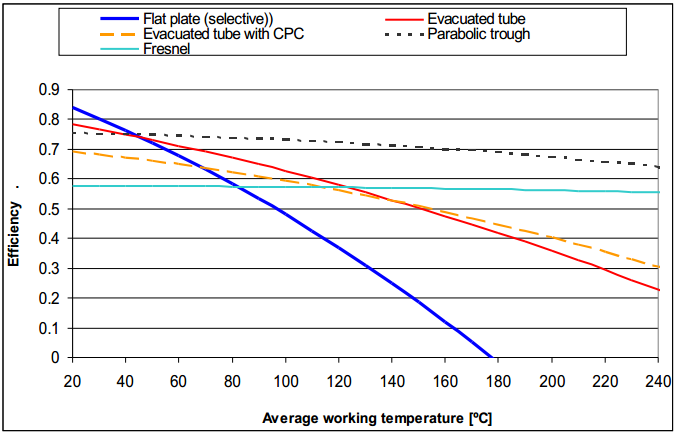 Flat plate (selective)) Evacuated tube
Evacuated tube with CPC Parabolic trough
Fresnel
0.9
0.8
0.7
0.6
0.5
0.4
0.3
0.2
0.1
0
Efficiency .
20 40 60 80 100 120 140 160 180 200 220 240
Average working temperature [ºC]